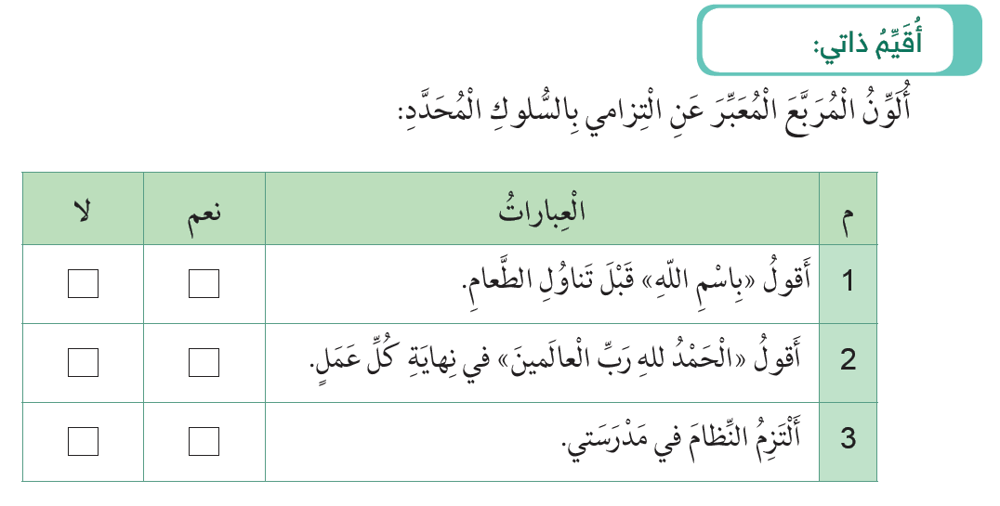 أُقَيِّمُ ذاتي:
أُلَوِّنُ الْمُرَبَّعَ الْمُعَبِّرَ عَنِ الْتِزامي بِالسُّلوكِ الْمُحَدَّدِ:
م الْعِباراتُ نعم لا
1 أَقولُ «بِاسْمِ اللّهِ» قَبْلَ تَناوُلِ الطَّعامِ.
2 أَقولُ «الْحَمْدُ للهِ رَبِّ الْعالَمينَ» في نِهايَةِ كُلِّ عَمَلٍ.
3 أَلْتَزِمُ النِّظامَ في مَدْرَسَتي.